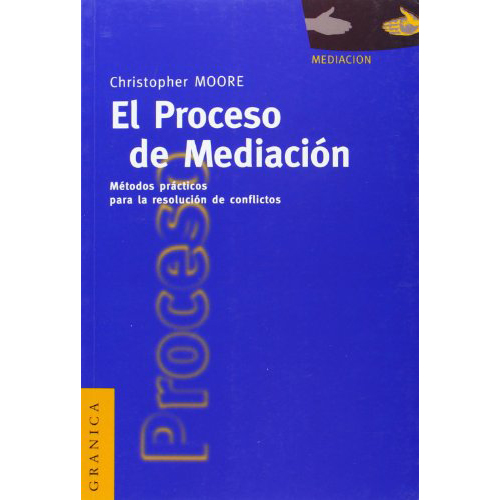 MEDIACION
Christopher MOORE
El Proceso
de Mediación
Métodos prácticos
para la resolución de conflictos
Proceso
GRANICA